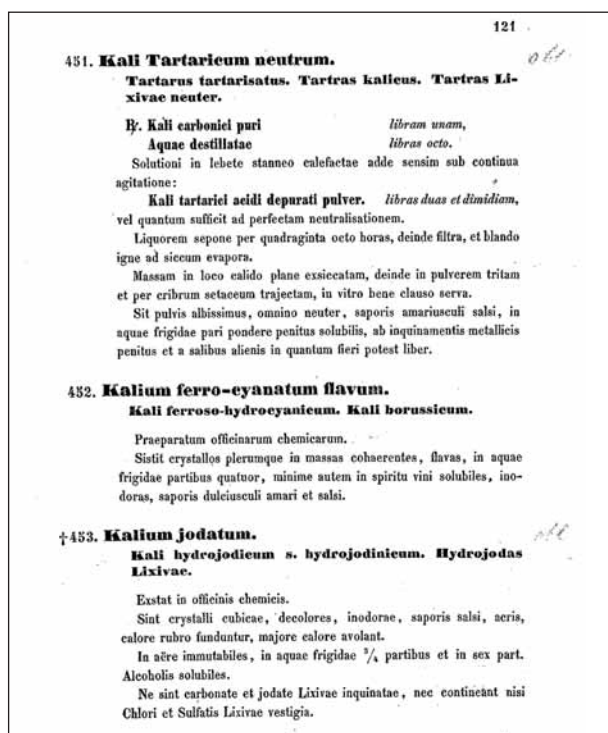 121
451. Kali Tartaricum neutrum.
Tartarus tartarisatus. Tartras kalicus. Tartras Li-
xivae neuter.
℞. Kali carbonici puri libram unam,
Aquae destillatae libras octo.
Solutioni in lebete stanneo calefactae adde sensim sub continua
agitatione:
Kali tartarici acidi depurati pulver. libras duas et dimidiam,
vel quantum sufficit ad perfectam neutralisationem.
Liquorem sepone per quadraginta octo horas, deinde filtra, et blando
igne ad siccum evapora.
Massam in loco calido plane exsiccatam, deinde in pulverem tritam
et per cribrum setaceum trajectam, in vitro bene clauso serva.
Sit pulvis albissimus, omnino neuter, saporis amariusculi salsi, in
aquae frigidae pari pondere penitus solubilis, ab inquinamentis metallicis
penitus et a salibus alienis in quantum fieri potest liber.
452. Kalium ferro-cyanatum flavum.
Kali ferroso-hydrocyanicum. Kali borussicum.
Praeparatum officinarum chemicarum.
Sistit crystallos plerumque in massas cohaerentes, flavas, in aquae
frigidae partibus quatuor, minime autem in spiritu vini solubiles, ino-
doras, saporis dulciusculi amari et salsi.
†453. Kalium jodatum.
Kali hydrojodicum s. hydrojodinicum. Hydrojodas
Lixivae.
Exstat in officinis chemicis.
Sint crystalli cubicae, decolores, inodorae, saporis salsi, acris,
calore rubro funduntur, majore calore avolant.
In aëre immutabiles, in aquae frigidae ¾ partibus et in sex part.
Alcoholis solubiles.
Ne sint carbonate et jodate Lixivae inquinatae, nec contineant nisi
Chlori et Sulfatis Lixivae vestigia.